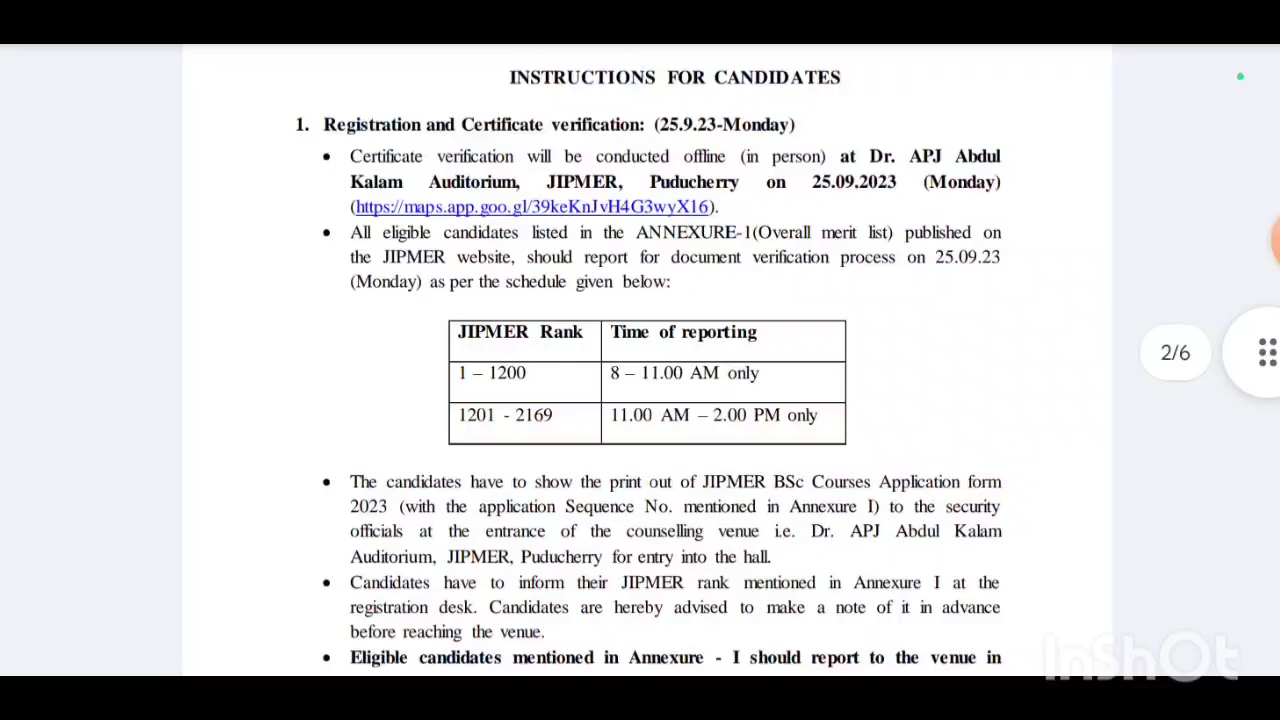 INSTRUCTIONS FOR CANDIDATES
1. Registration and Certificate verification: (25.9.23-Monday)
• Certificate verification will be conducted offline (in person) at Dr. APJ Abdul
Kalam Auditorium, JIPMER, Puducherry on 25.09.2023 (Monday)
(https://maps.app.goo.gl/39keKnJvH4G3wyX16).
• All eligible candidates listed in the ANNEXURE-1(Overall merit list) published on
the JIPMER website, should report for document verification process on 25.09.23
(Monday) as per the schedule given below:
JIPMER Rank Time of reporting
1 – 1200 8 – 11.00 AM only
1201 - 2169 11.00 AM – 2.00 PM only
2/6
• The candidates have to show the print out of JIPMER BSc Courses Application form
2023 (with the application Sequence No. mentioned in Annexure I) to the security
officials at the entrance of the counselling venue i.e. Dr. APJ Abdul Kalam
Auditorium, JIPMER, Puducherry for entry into the hall.
• Candidates have to inform their JIPMER rank mentioned in Annexure I at the
registration desk. Candidates are hereby advised to make a note of it in advance
before reaching the venue.
• Eligible candidates mentioned in Annexure - I should report to the venue in
InShOt